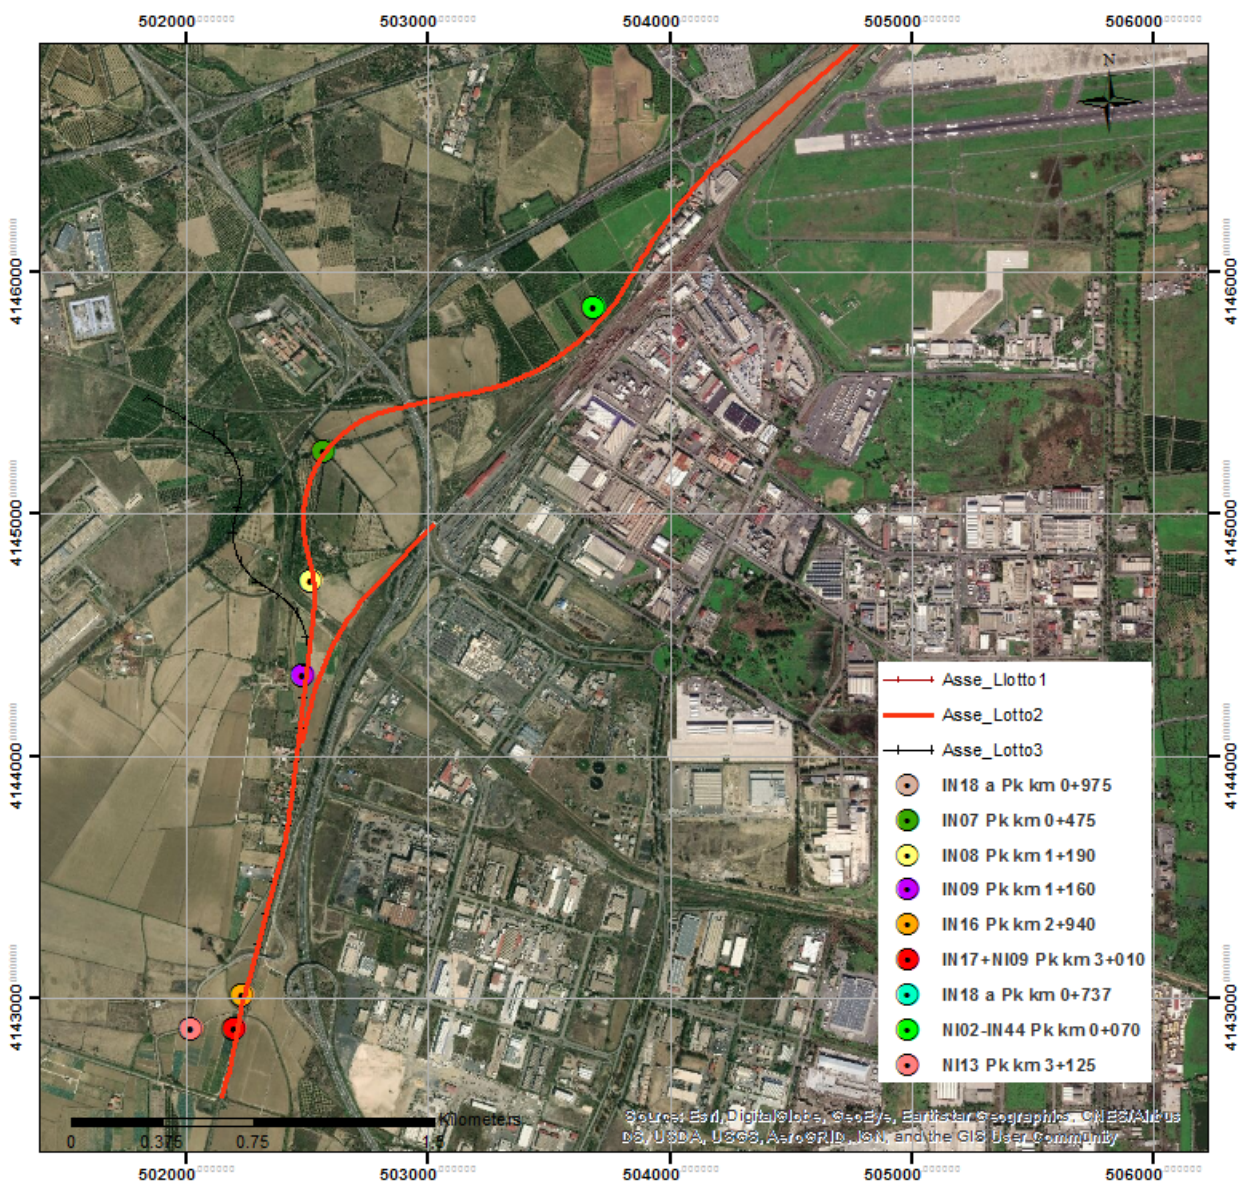 502000 503000 504000 505000 506000
N
4146000 4146000
4145000 4145000
4144000 4144000
4143000 4143000
Asse_Llotto1
Asse_Lotto2
Asse_Lotto3
IN18 a Pk km 0+975
IN07 Pk km 0+475
IN08 Pk km 1+190
IN09 Pk km 1+160
IN16 Pk km 2+940
IN17+NI09 Pk km 3+010
IN18 a Pk km 0+737
NI02-IN44 Pk km 0+070
NI13 Pk km 3+125
Kilometers
0 0.375 0.75 1.5
Source: Esri, DigitalGlobe, GeoEye, Earthstar Geographics, CNES/Airbus
DS, USDA, USGS, AeroGRID, IGN, and the GIS User Community
502000 503000 504000 505000 506000